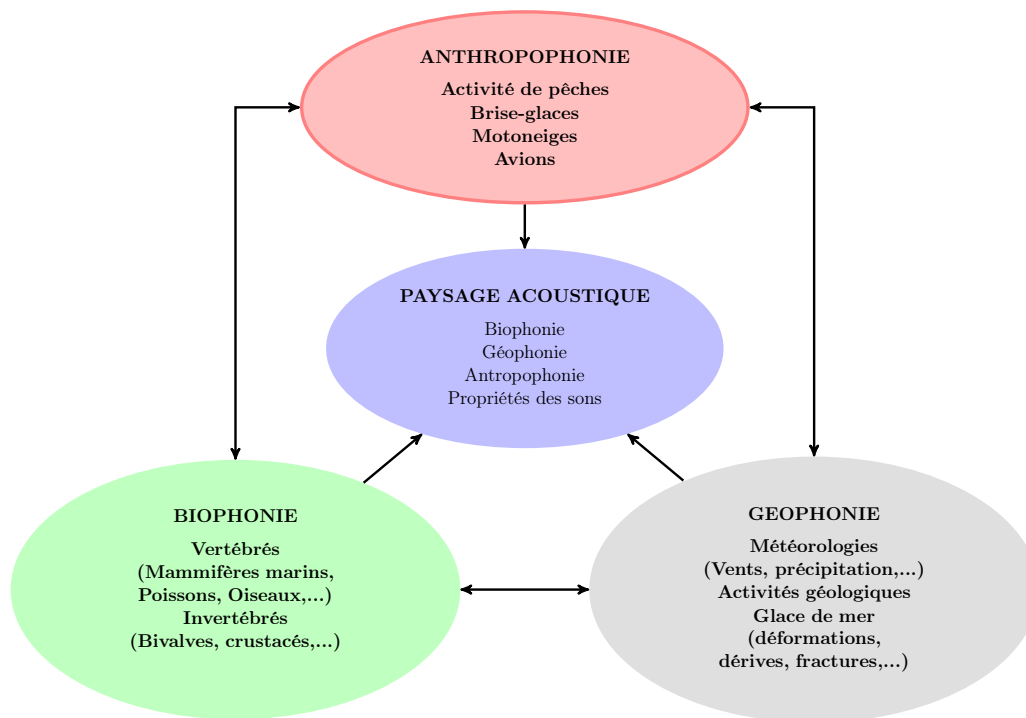 ANTHROPOPHONIE
Activité de pêches
Brise-glaces
Motoneiges
Avions
PAYSAGE ACOUSTIQUE
Biophonie
Géophonie
Antropophonie
Propriétés des sons
BIOPHONIE
Vertébrés
(Mammifères marins,
Poissons, Oiseaux,...)
Invertébrés
(Bivalves, crustacés,...)
GEOPHONIE
Météorologies
(Vents, précipitation,...)
Activités géologiques
Glace de mer
(déformations,
dérives, fractures,...)